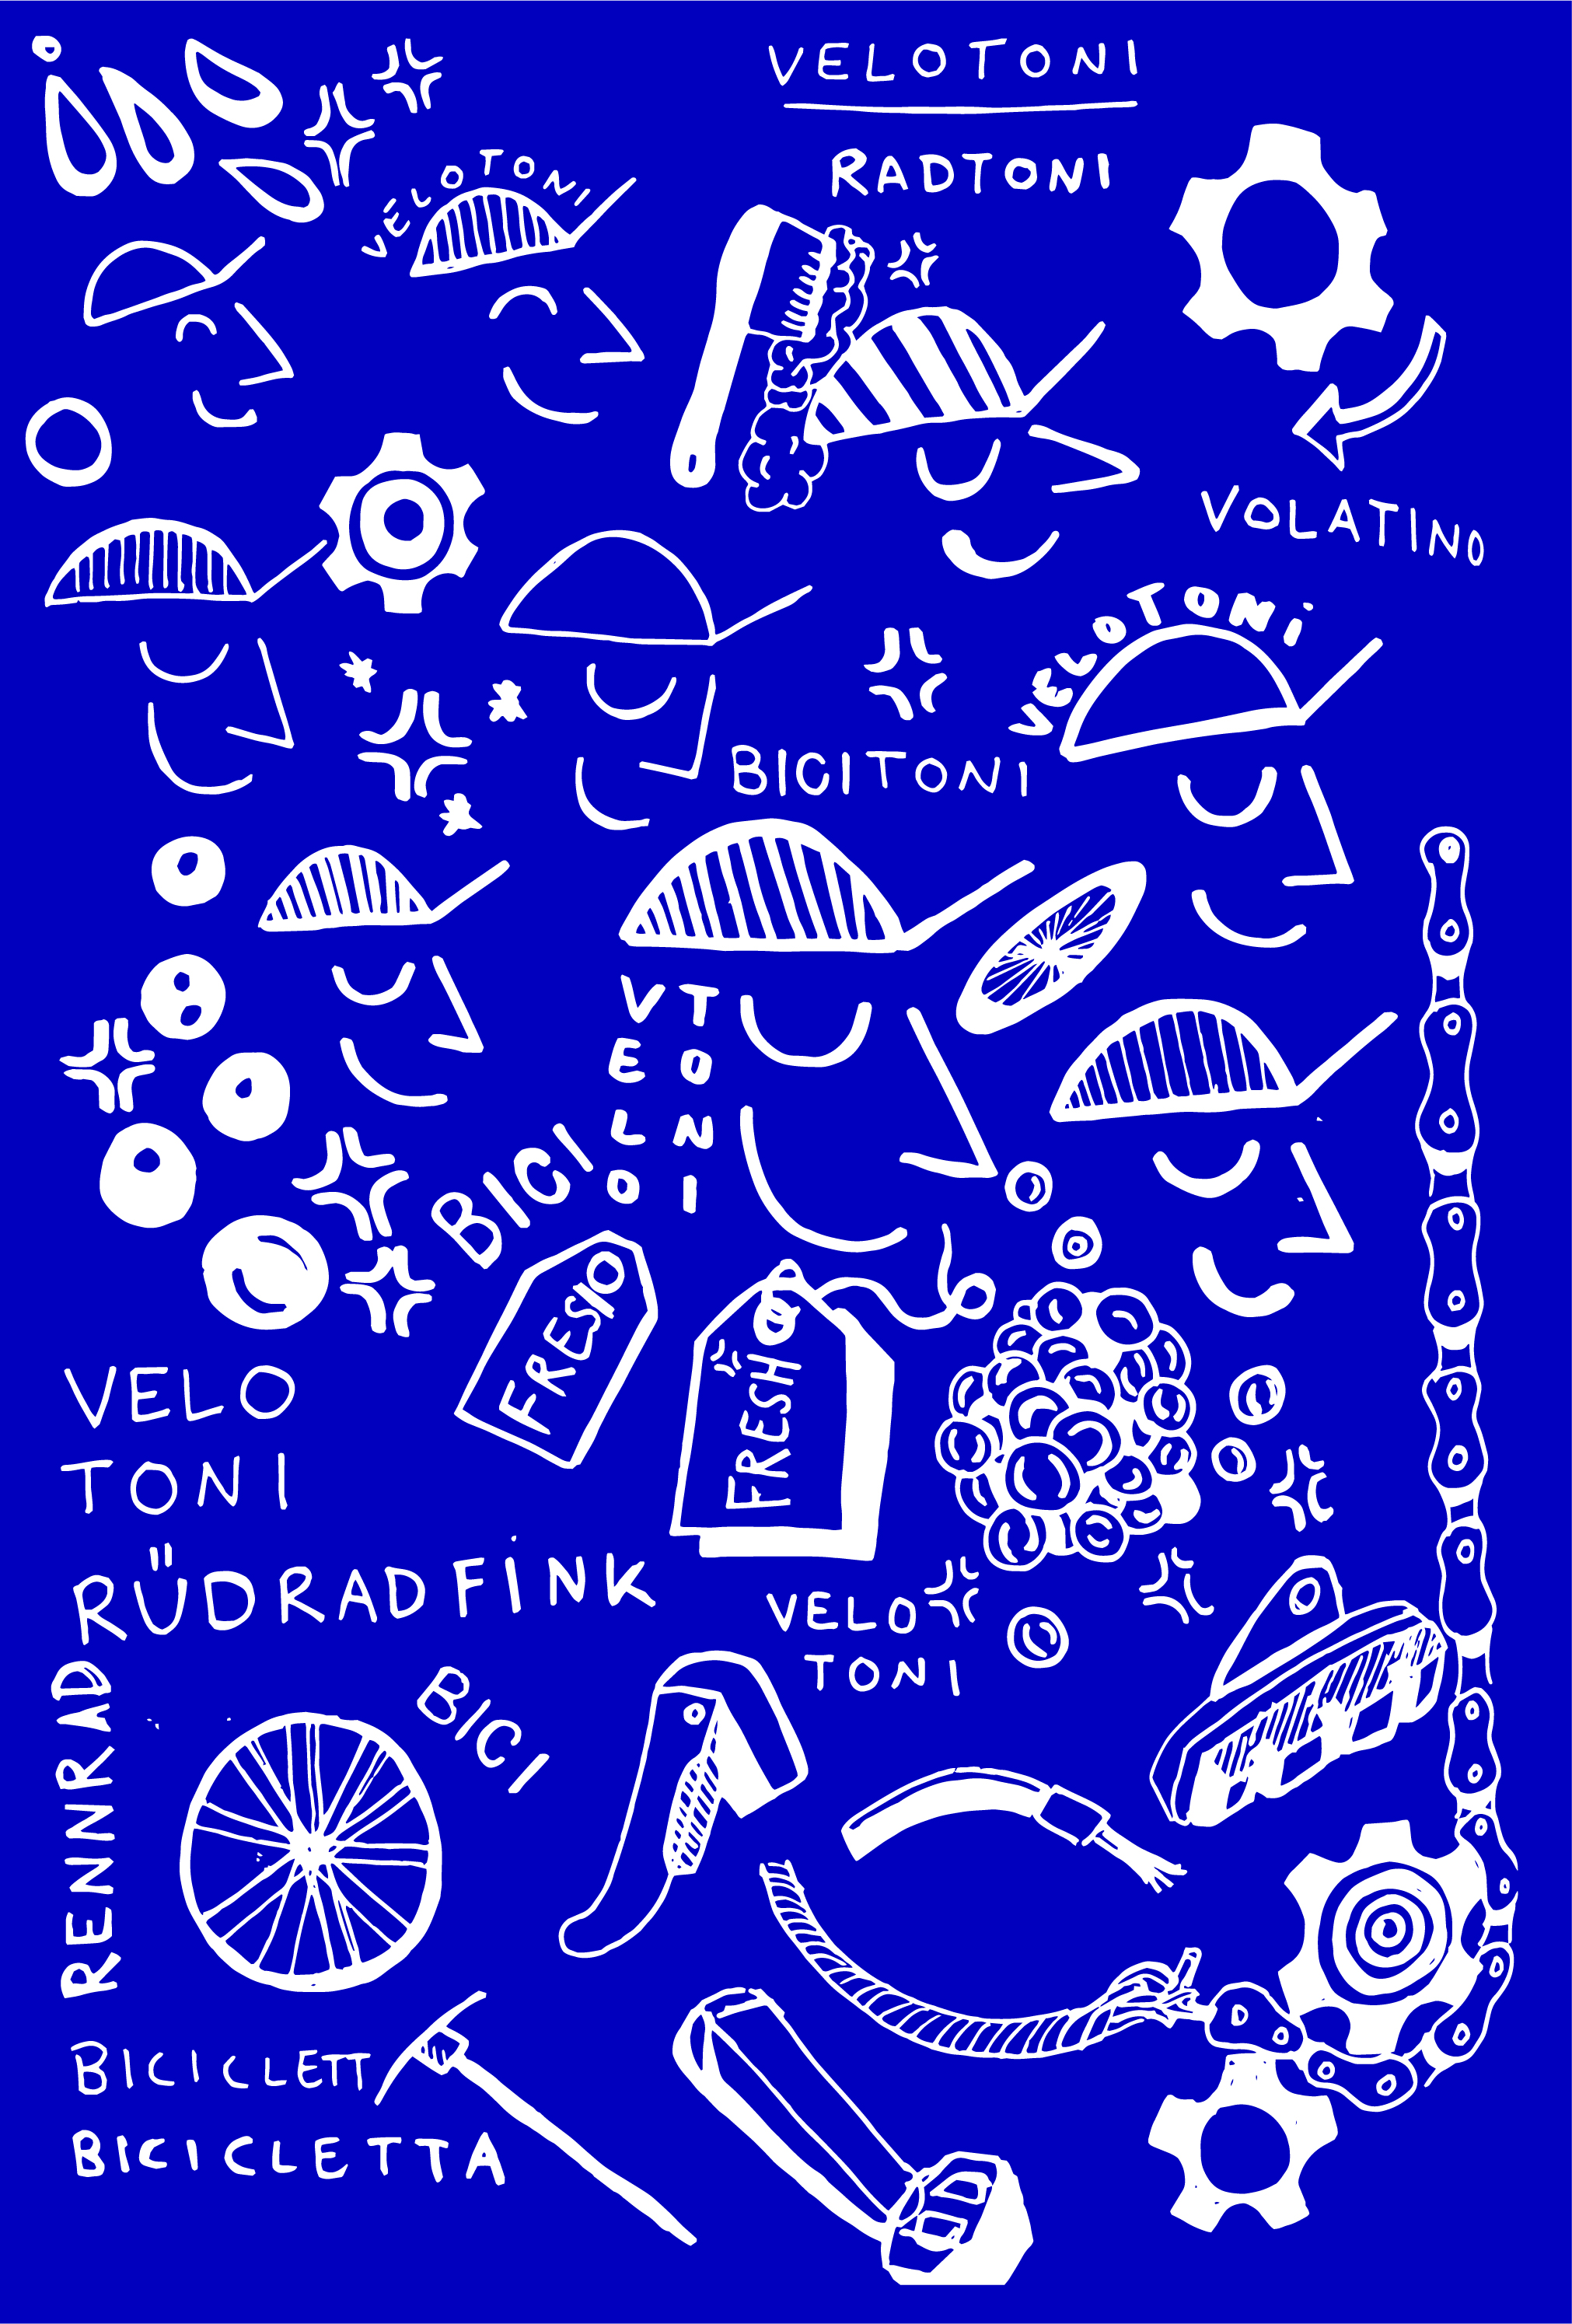 VELOTONI
RADTONI
VELOTONI
VOLATINO
VELOTONi
BICITONI
VELO
TONI
BICI
FRESIO
FRESH
VELO
TONI
RÜDRADFiNK
VELO
TONI
BICI
RENNRAD
BICICLETT
BICICLETTA